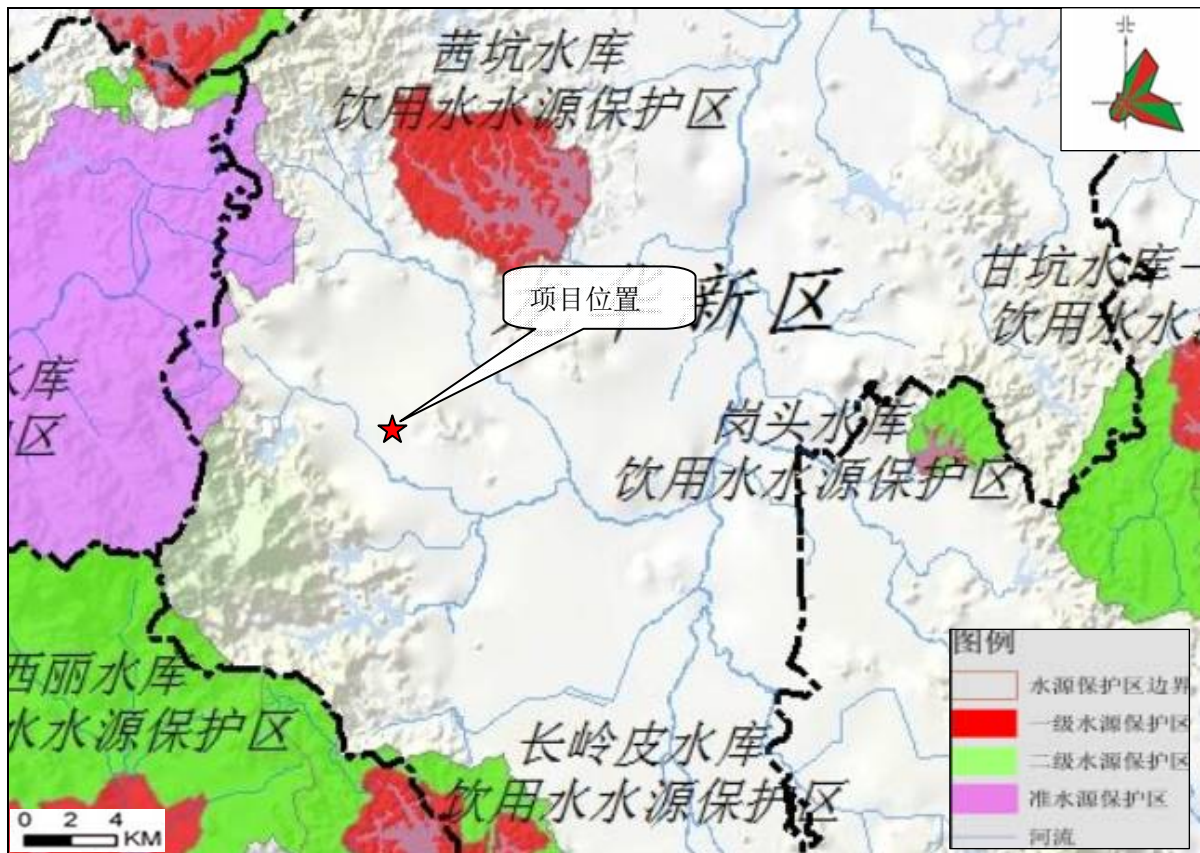 茜坑水库
饮用水水源保护区
北
项目位置
新区
甘坑水库一
饮用水水
水库
区
岗头水库
饮用水水源保护区
西丽水库
水水源保护区
长岭皮水库
饮用水水源保护区
图例
水源保护区边界
一级水源保护区
二级水源保护区
准水源保护区
河流
0 2 4
KM